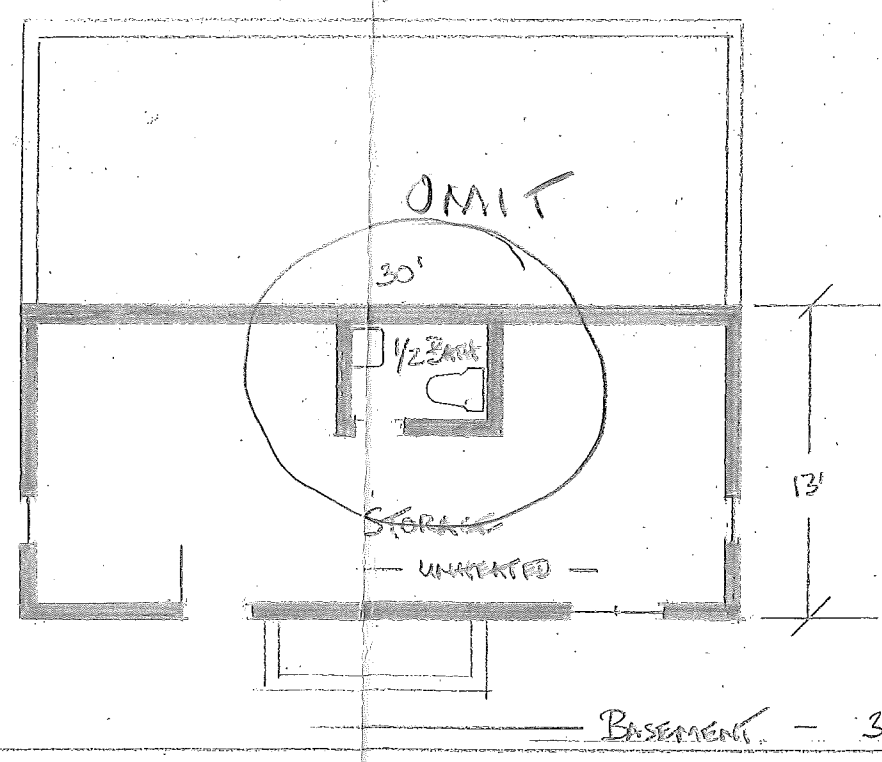 OMIT
30'
1/2 BATH
13'
STORAGE
— UNHEATED —
BASEMENT. — 3